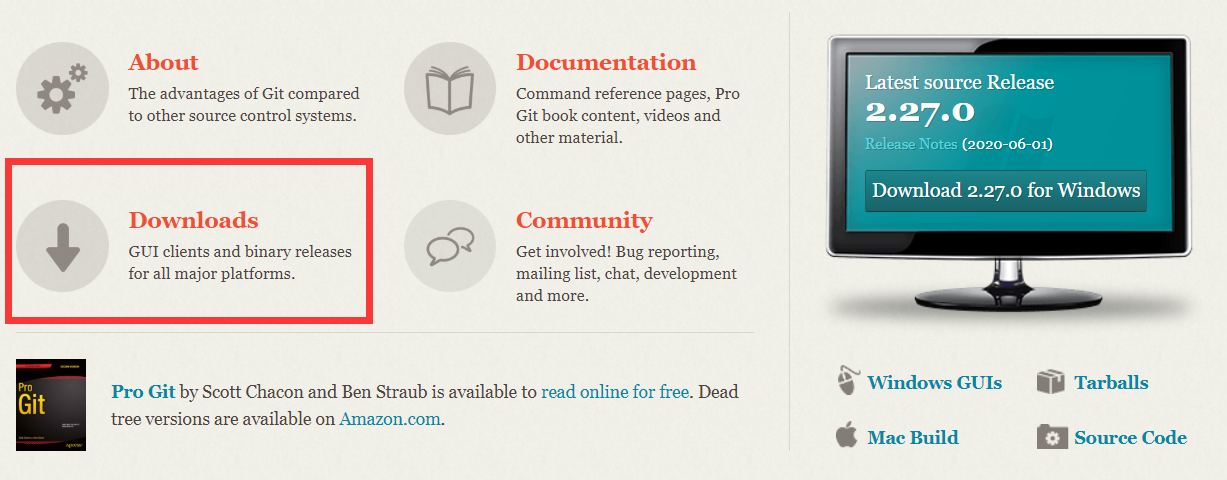 About
The advantages of Git compared
to other source control systems.
Documentation
Command reference pages, Pro
Git book content, videos and
other material.
Downloads
GUI clients and binary releases
for all major platforms.
Community
Get involved! Bug reporting,
mailing list, chat, development
and more.
Pro
Git
Pro Git by Scott Chacon and Ben Straub is available to read online for free. Dead
tree versions are available on Amazon.com.
Latest source Release
2.27.0
Release Notes (2020-06-01)
Download 2.27.0 for Windows
Windows GUIs
Tarballs
Mac Build
Source Code